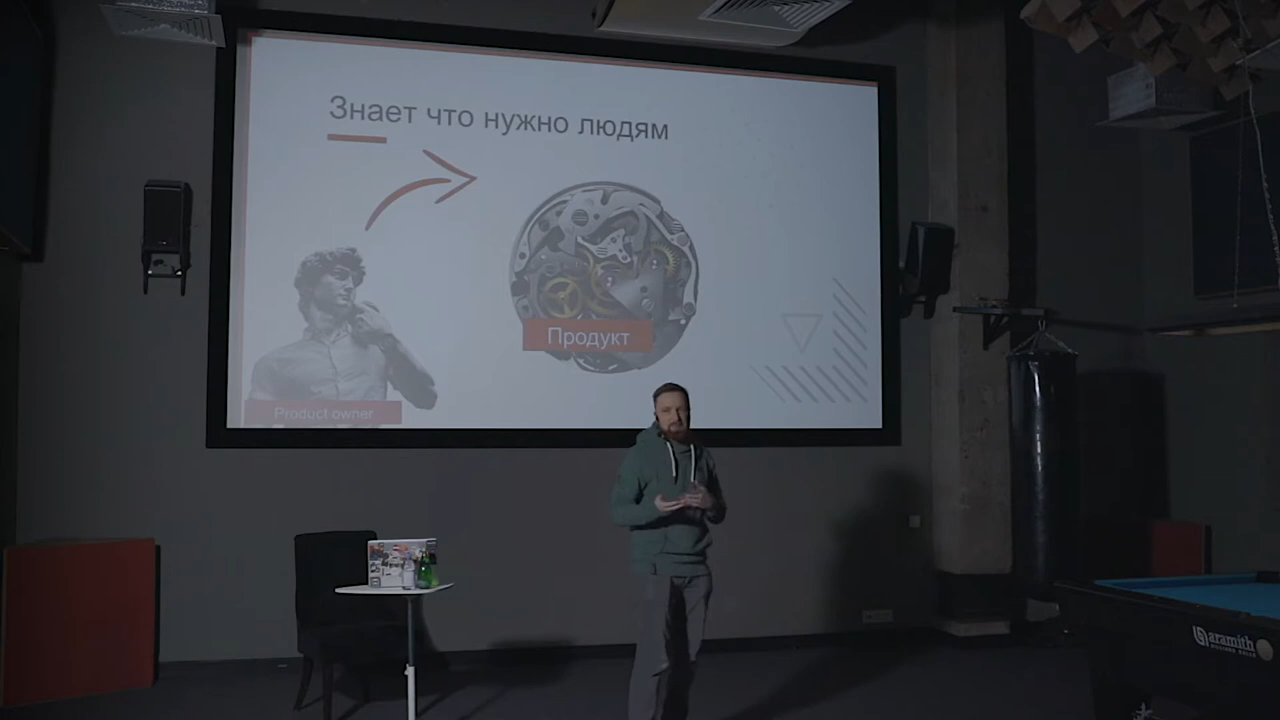 Знает что нужно людям
Продукт
Product owner
aramith